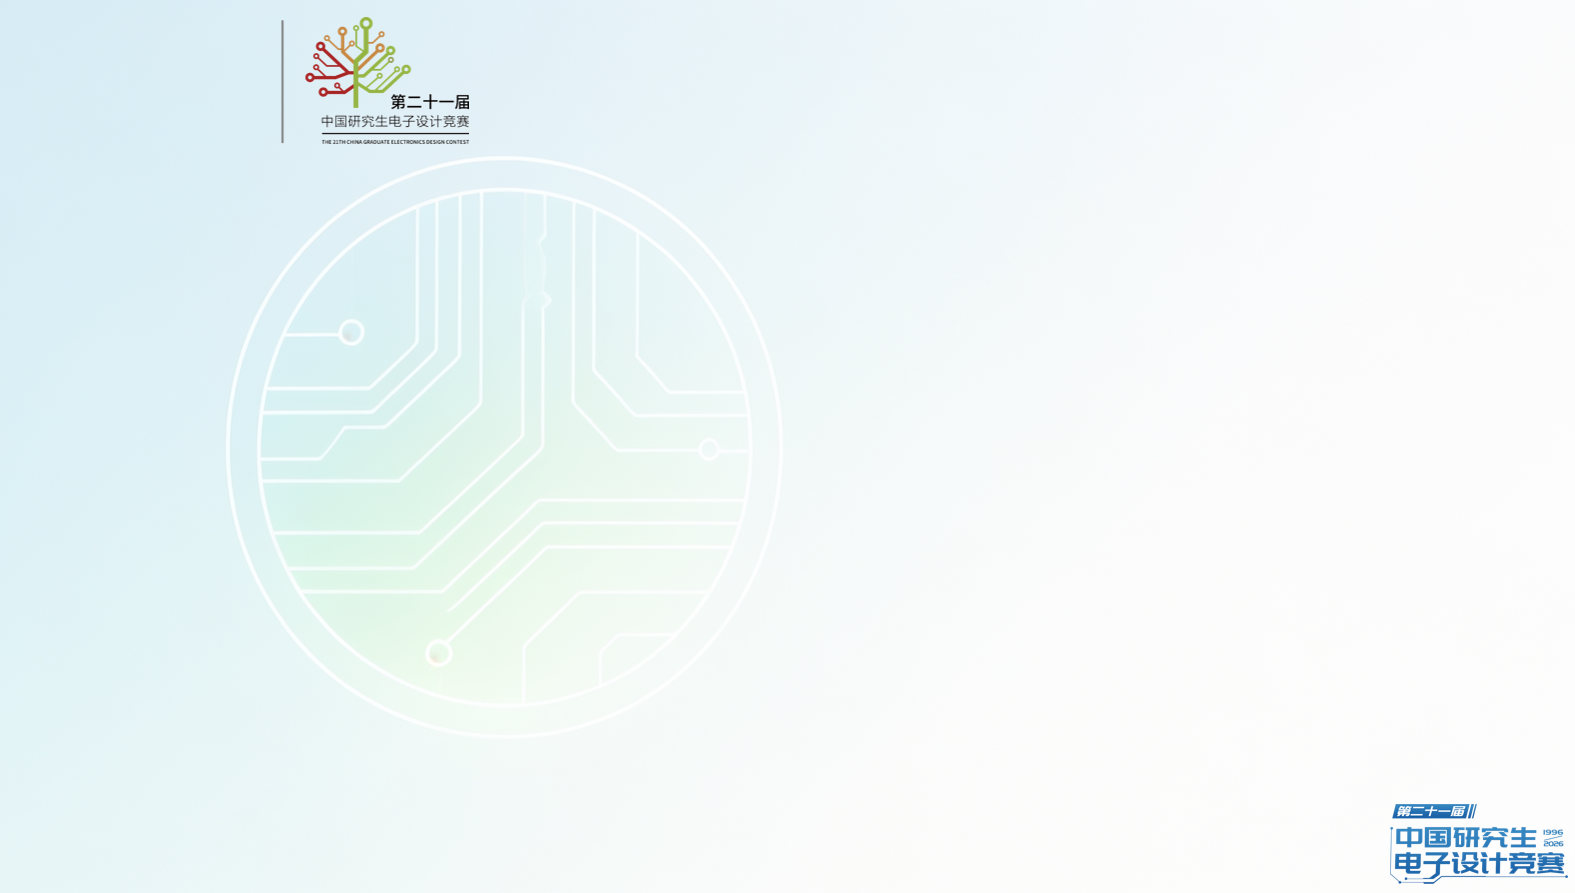 第二十一届
中国研究生电子设计竞赛
THE 21TH CHINA GRADUATE ELECTRONICS DESIGN CONTEST
第二十一届
中国研究生
1996
2026
电子设计竞赛